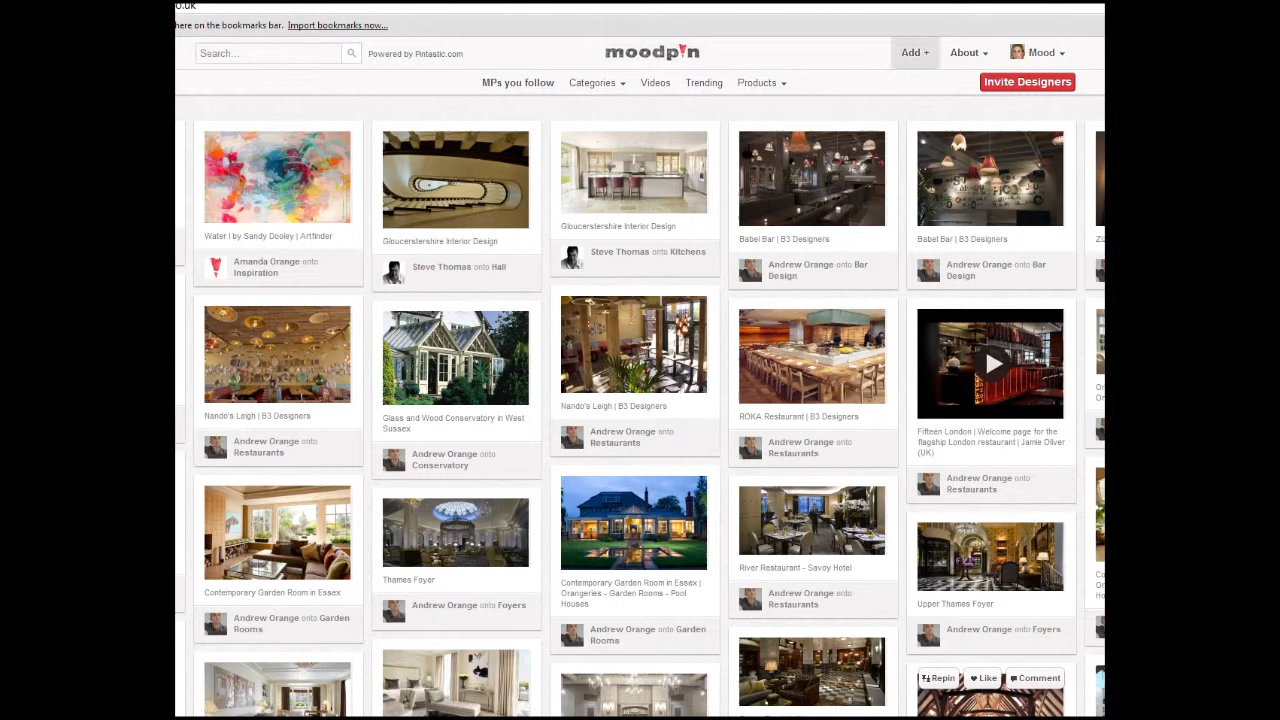 o.uk
here on the bookmarks bar. Import bookmarks now...
Search...
Powered by Pintastic.com
moodpin
Add +
About
Mood
MPs you follow
Categories
Videos
Trending
Products
Invite Designers
Water I by Sandy Dooley | Artfinder
Amanda Orange onto
Inspiration
Nando's Leigh | B3 Designers
Andrew Orange onto
Restaurants
Contemporary Garden Room in Essex
Andrew Orange onto Garden
Rooms
Glouscerstershire Interior Design
Steve Thomas onto Hall
Glass and Wood Conservatory in West
Sussex
Andrew Orange onto
Conservatory
Thames Foyer
Andrew Orange onto Foyers
Glouscerstershire Interior Design
Steve Thomas onto Kitchens
Nando's Leigh | B3 Designers
Andrew Orange onto
Restaurants
Contemporary Garden Room in Essex |
Orangeries - Garden Rooms - Pool
Houses
Andrew Orange onto Garden
Rooms
Babel Bar | B3 Designers
Andrew Orange onto Bar
Design
ROKA Restaurant | B3 Designers
Andrew Orange onto
Restaurants
River Restaurant - Savoy Hotel
Andrew Orange onto
Restaurants
Babel Bar | B3 Designers
Andrew Orange onto Bar
Design
Fifteen London | Welcome page for the
flagship London restaurant | Jamie Oliver
(UK)
Andrew Orange onto
Restaurants
Upper Thames Foyer
Andrew Orange onto Foyers
Repin
Like
Comment